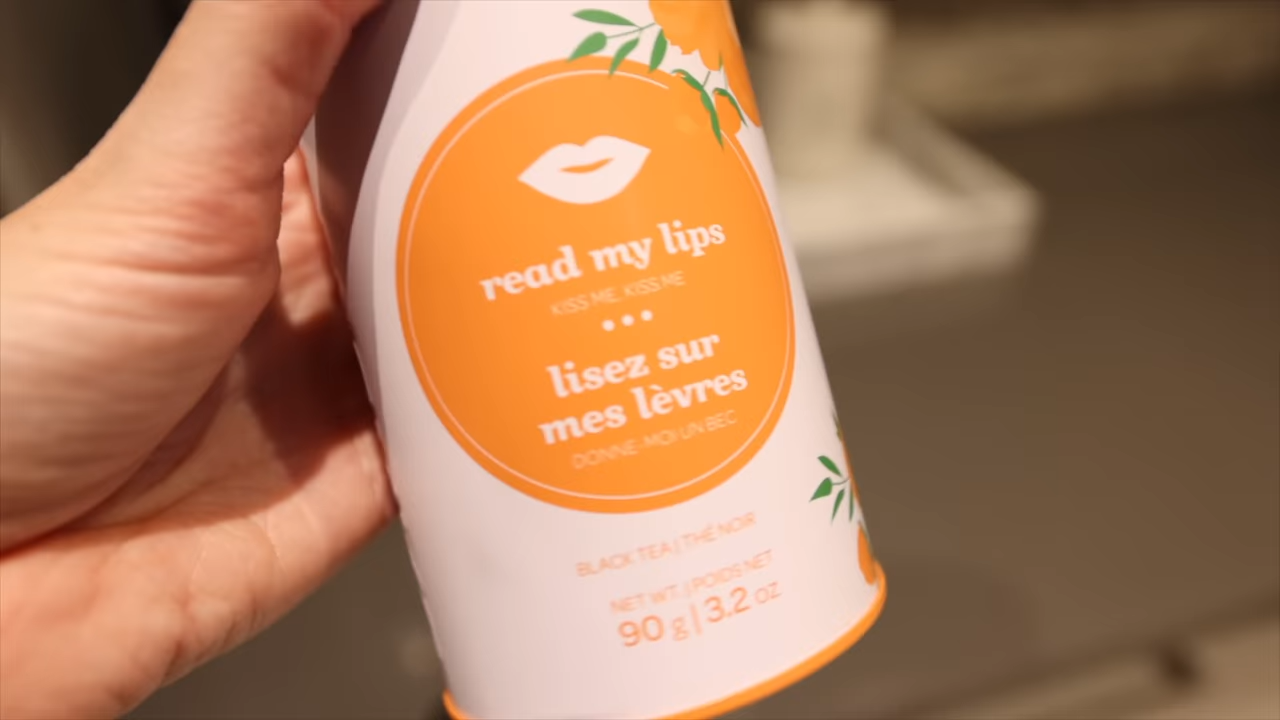 read my lips
KISS ME, KISS ME
lisez sur
mes lèvres
DONNE-MOI UN BEC
BLACK TEA | THÉ NOIR
NET WT. | POIDS NET
90 g | 3.2 oz